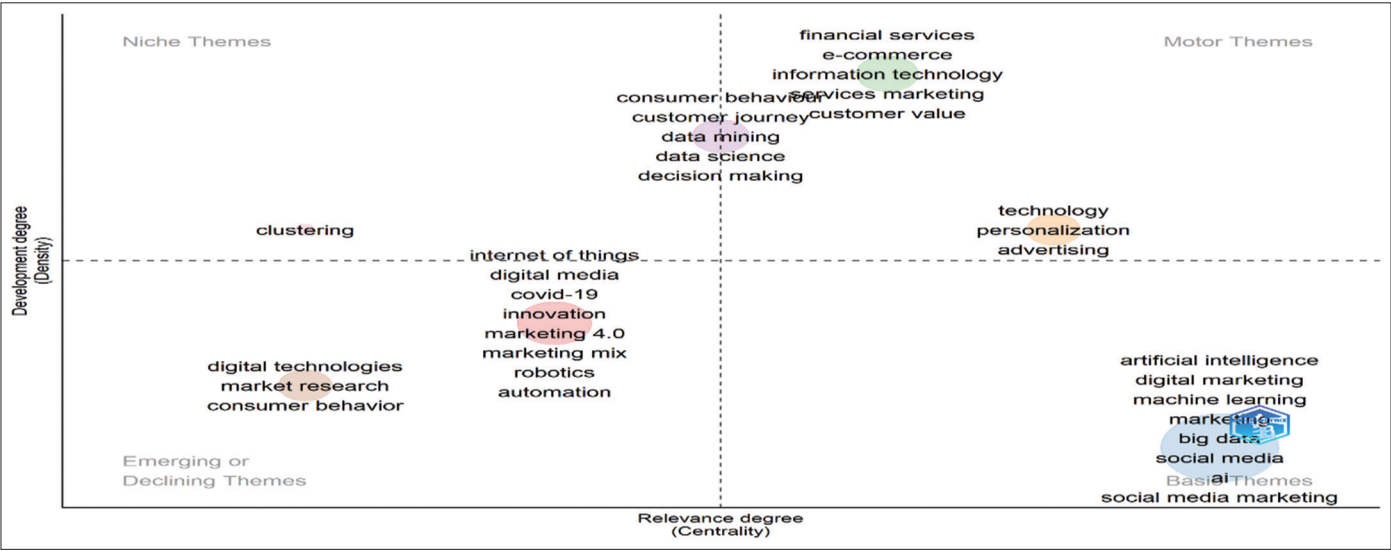 Niche Themes
Motor Themes
financial services
e-commerce
information technology
services marketing
customer value
consumer behaviour
customer journey
data mining
data science
decision making
technology
personalization
advertising
clustering
internet of things
digital media
covid-19
innovation
marketing 4.0
marketing mix
robotics
automation
digital technologies
market research
consumer behavior
artificial intelligence
digital marketing
machine learning
marketing
big data
social media
ai
social media marketing
Emerging or
Declining Themes
Basic Themes
Development degree
(Density)
Relevance degree
(Centrality)